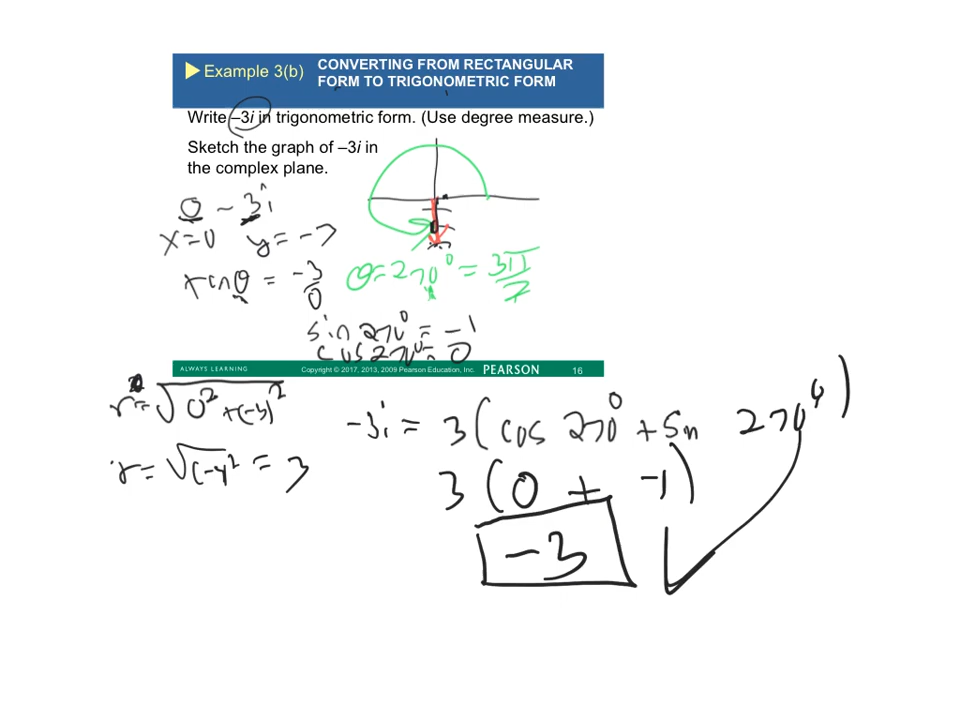 Example 3(b) CONVERTING FROM RECTANGULAR
FORM TO TRIGONOMETRIC FORM
Write –3i in trigonometric form. (Use degree measure.)
Sketch the graph of –3i in
the complex plane.
0 - 3i
x=0 y=-3
tan θ = -3/0
θ=270° = 3π/2
sin 270° = -1
cos 270° = 0
ALWAYS LEARNING Copyright © 2017, 2013, 2009 Pearson Education, Inc. PEARSON 16
r = √0² + (-3)²
r = √(-3)² = 3
-3i = 3(cos 270° + sin 270°)
3(0 + -1)
-3